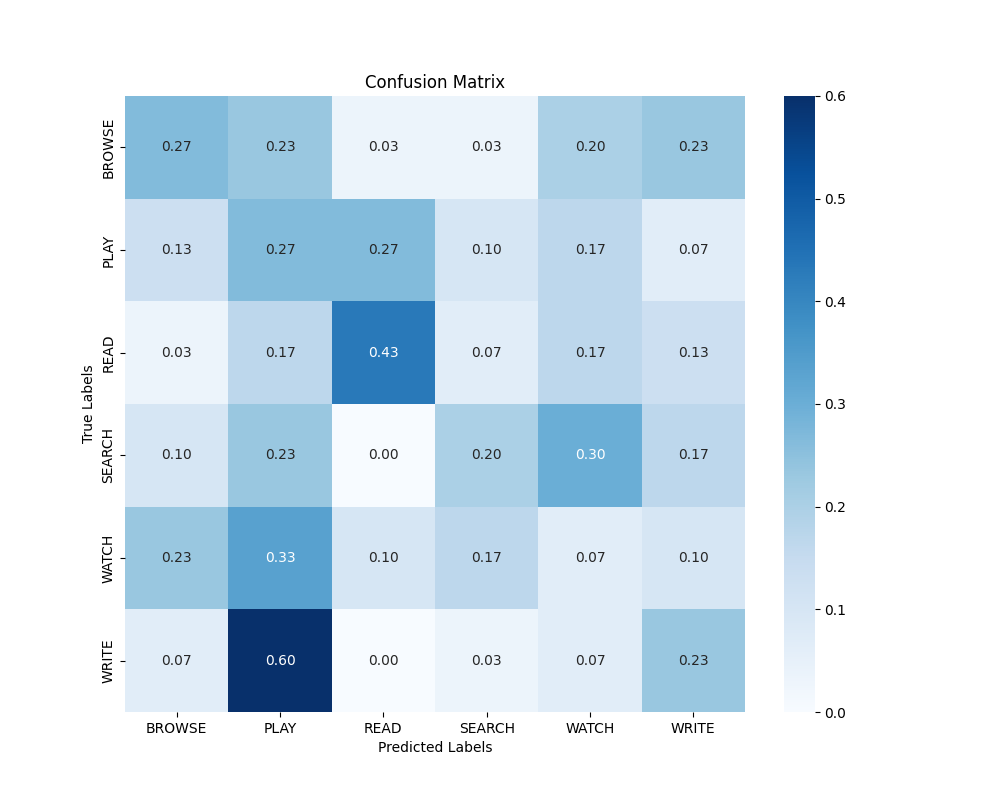 Confusion Matrix
BROWSE 0.27 0.23 0.03 0.03 0.20 0.23
PLAY 0.13 0.27 0.27 0.10 0.17 0.07
READ 0.03 0.17 0.43 0.07 0.17 0.13
SEARCH 0.10 0.23 0.00 0.20 0.30 0.17
WATCH 0.23 0.33 0.10 0.17 0.07 0.10
WRITE 0.07 0.60 0.00 0.03 0.07 0.23
True Labels
BROWSE PLAY READ SEARCH WATCH WRITE
Predicted Labels
0.6
0.5
0.4
0.3
0.2
0.1
0.0